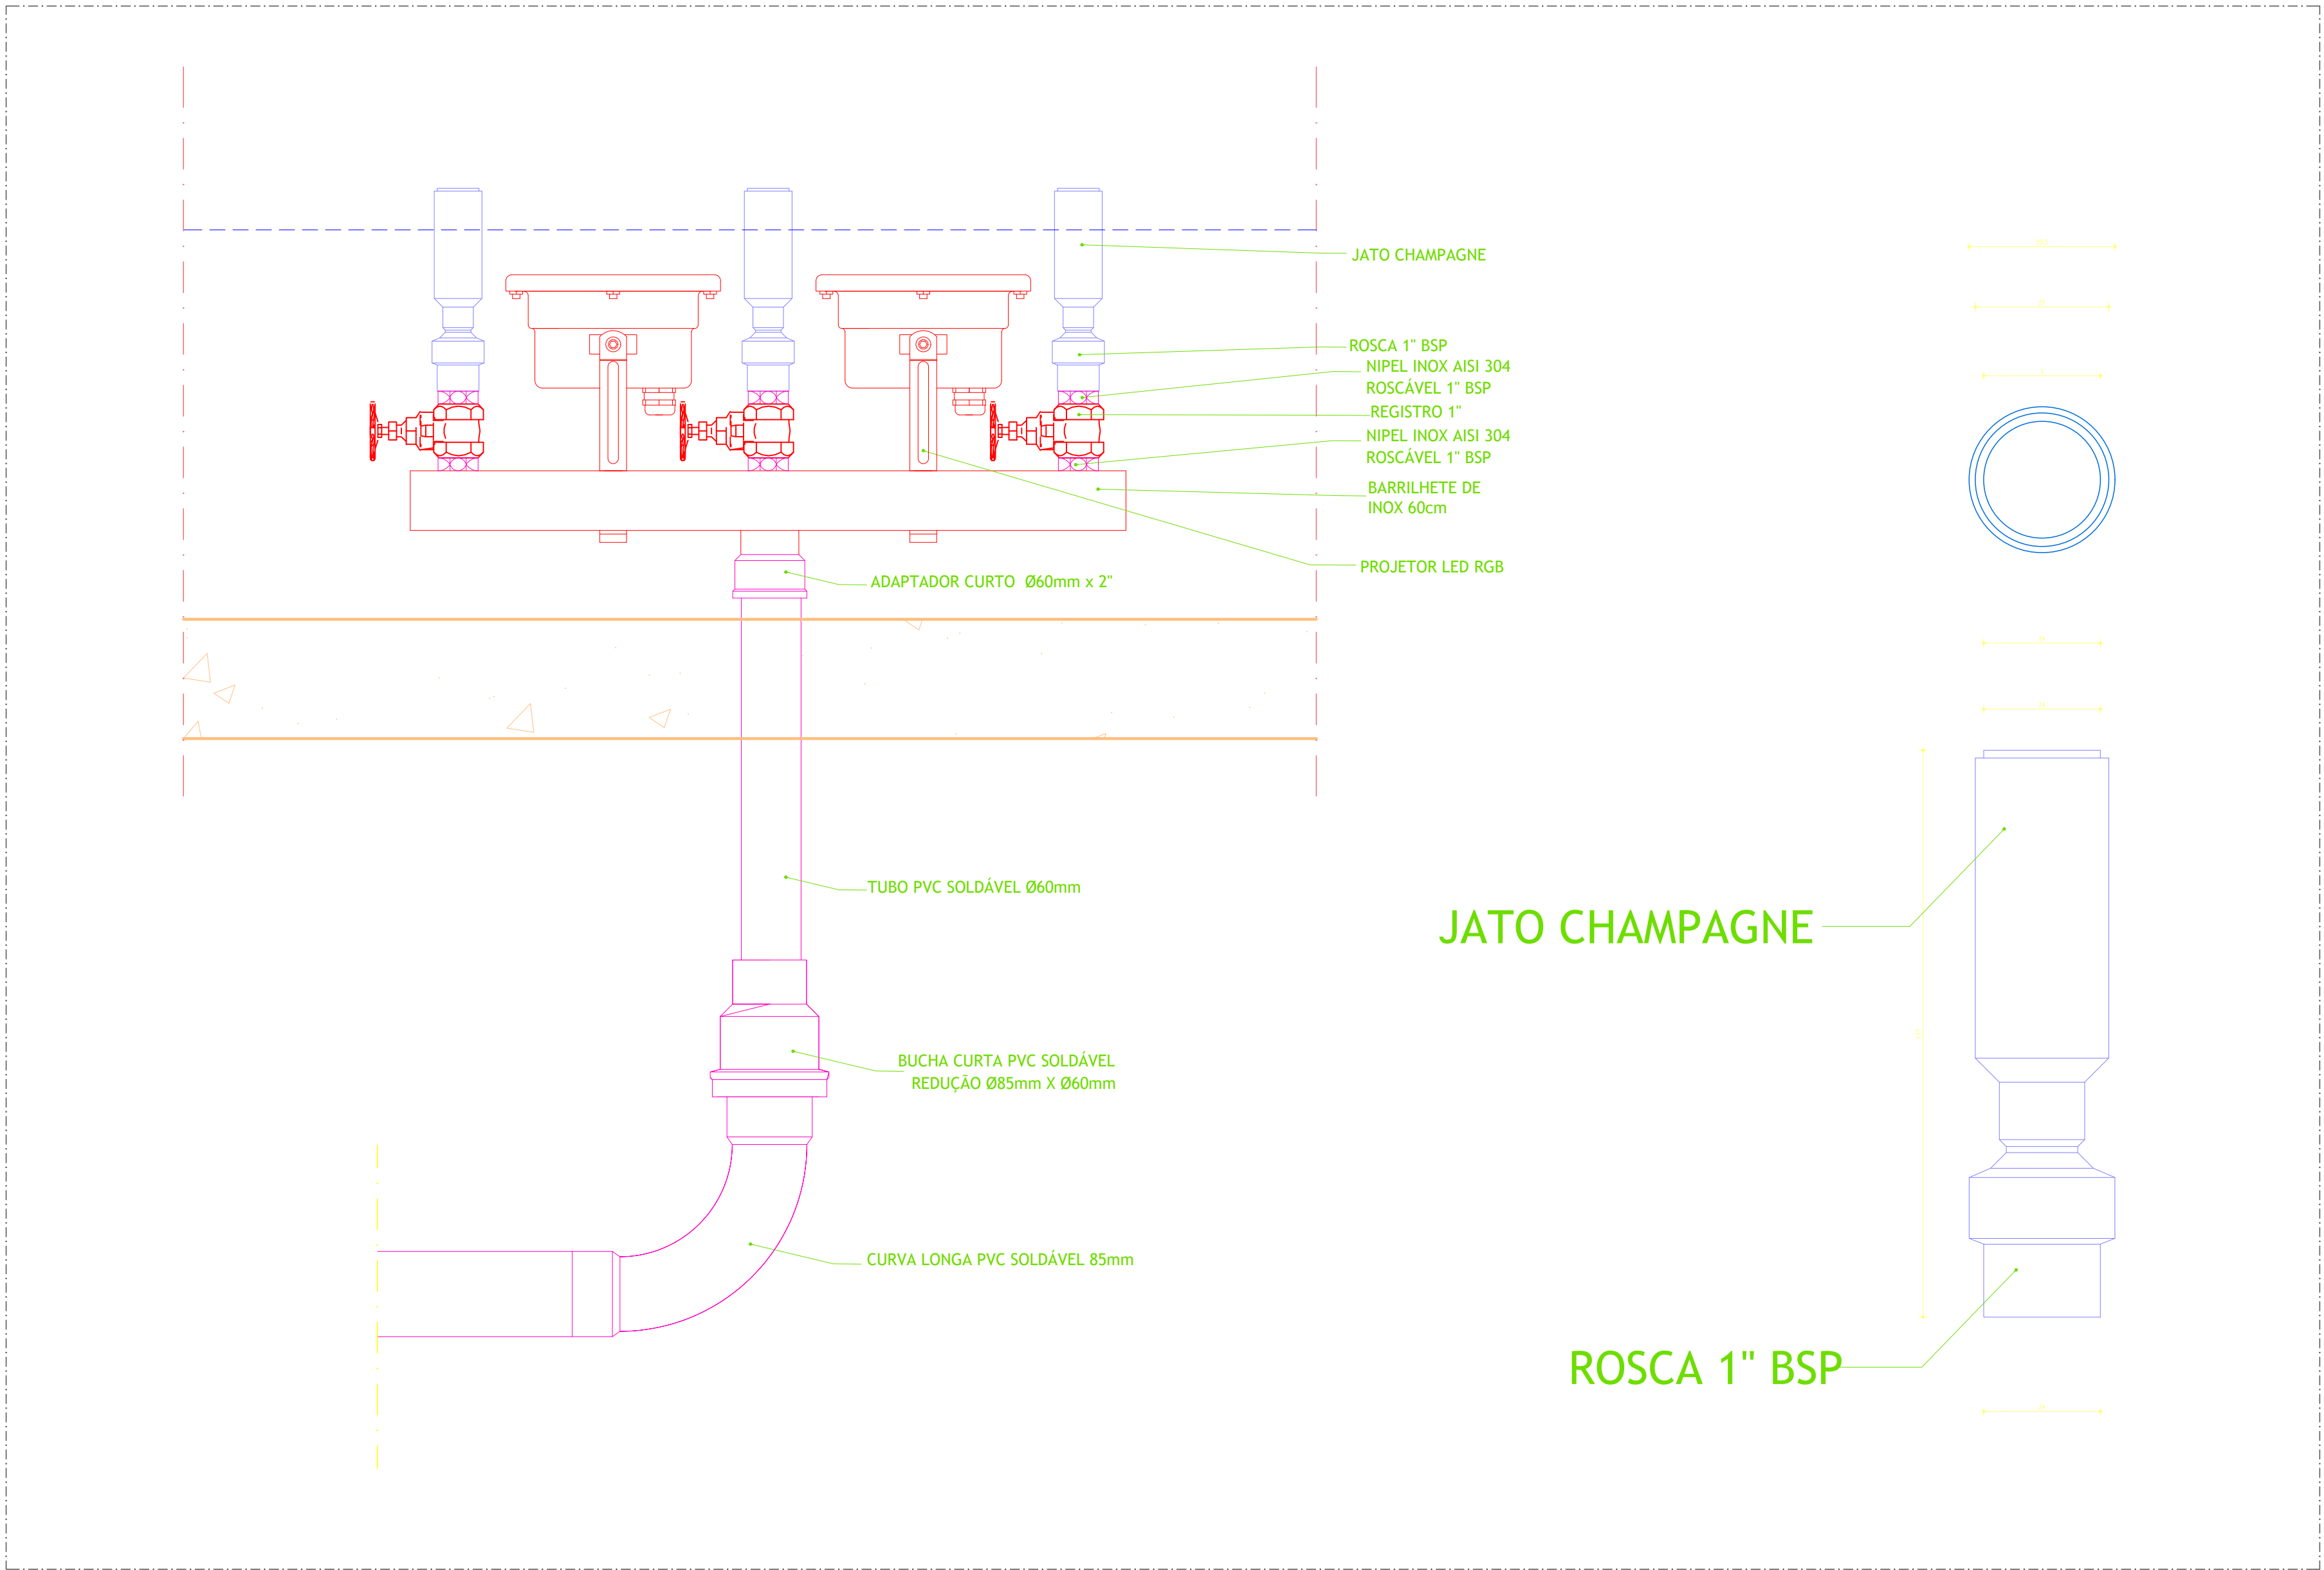 JATO CHAMPAGNE
ROSCA 1" BSP
NIPEL INOX AISI 304
ROSCÁVEL 1" BSP
REGISTRO 1"
NIPEL INOX AISI 304
ROSCÁVEL 1" BSP
BARRILHETE DE
INOX 60cm
PROJETOR LED RGB
ADAPTADOR CURTO Ø60mm x 2"
TUBO PVC SOLDÁVEL Ø60mm
BUCHA CURTA PVC SOLDÁVEL
REDUÇÃO Ø85mm X Ø60mm
CURVA LONGA PVC SOLDÁVEL 85mm
JATO CHAMPAGNE
ROSCA 1" BSP